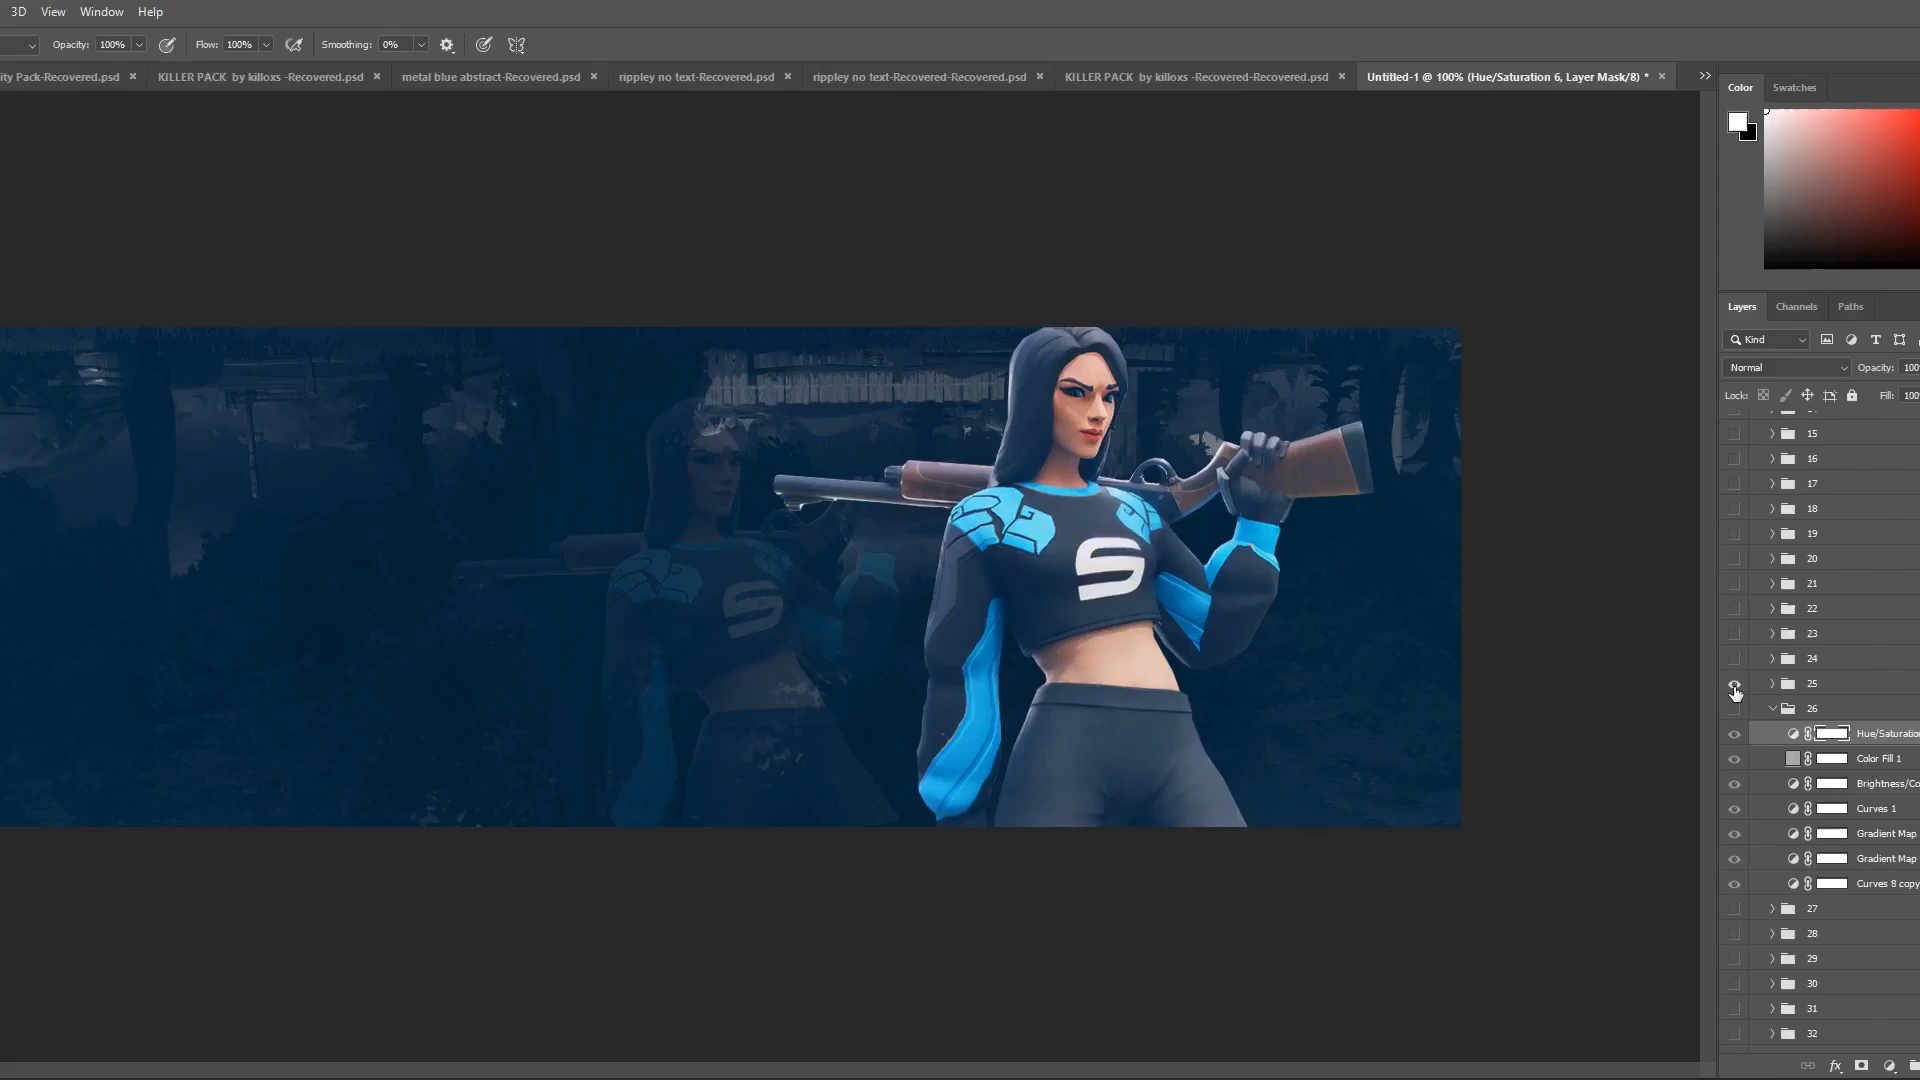 3D View Window Help
Opacity: 100% Flow: 100% Smoothing: 0%
ity Pack-Recovered.psd × KILLER PACK by killoxs -Recovered.psd × metal blue abstract-Recovered.psd × rippley no text-Recovered.psd × rippley no text-Recovered-Recovered.psd × KILLER PACK by killoxs -Recovered-Recovered.psd × Untitled-1 @ 100% (Hue/Saturation 6, Layer Mask/8) * ×
Color Swatches
Layers Channels Paths
Kind
Normal Opacity: 100
Lock: Fill: 100
15
16
17
18
19
20
21
22
23
24
25
26
Hue/Saturation
Color Fill 1
Brightness/Co
Curves 1
Gradient Map
Gradient Map
Curves 8 copy
27
28
29
30
31
32
fx
S
S